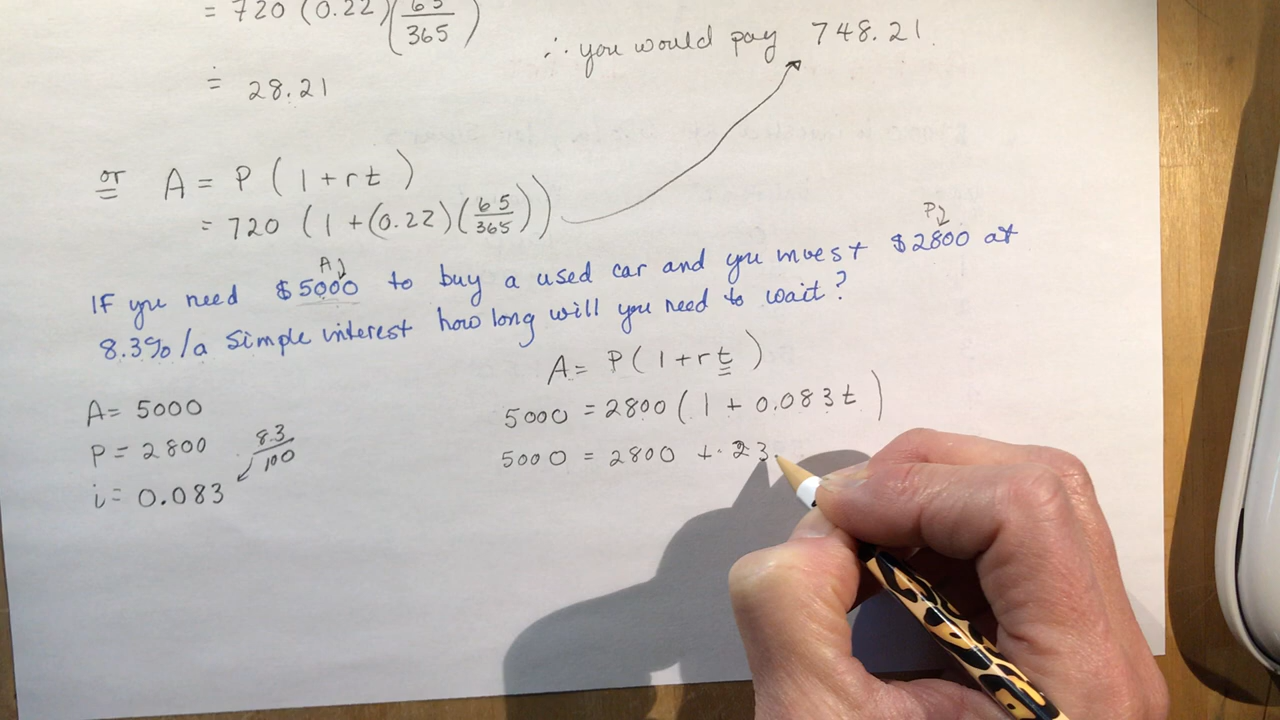 = 720 (0.22)(65/365)
∴ you would pay 748.21.
≐ 28.21
or A = P (1+rt)
= 720 (1+(0.22)(65/365))
A P
IF you need $5000 to buy a used car and you invest $2800 at
8.3%/a simple interest how long will you need to wait?
A = P(1+rt)
A= 5000
5000 = 2800(1 + 0.083t)
P = 2800 8.3/100
5000 = 2800 + 23.
i = 0.083